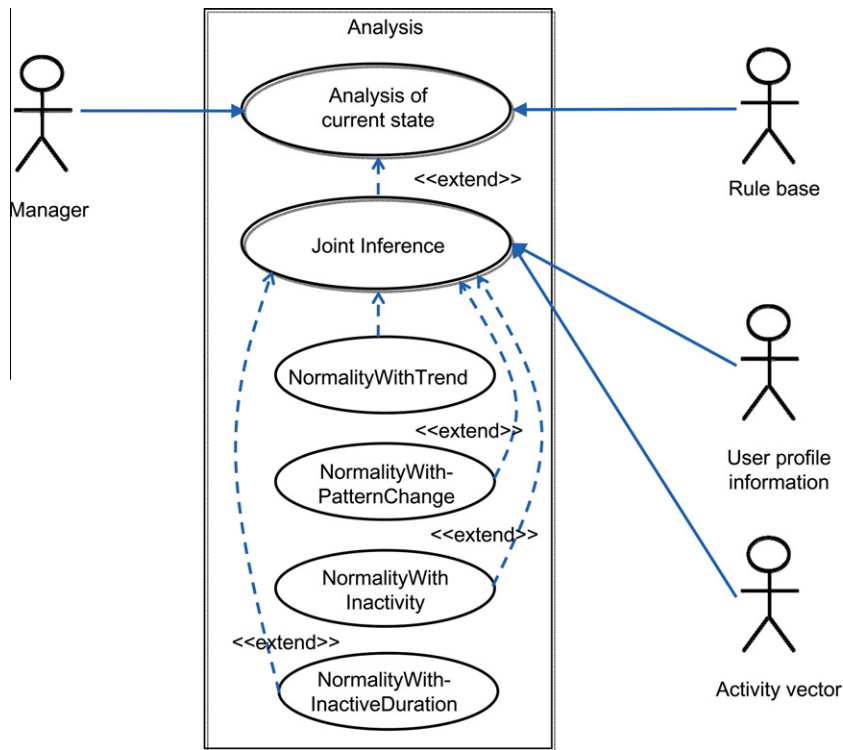 Analysis
Analysis of
current state
<<extend>>
Manager
Rule base
Joint Inference
NormalityWithTrend
<<extend>>
User profile
information
NormalityWith-
PatternChange
<<extend>>
NormalityWith
Inactivity
<<extend>>
NormalityWith-
InactiveDuration
Activity vector